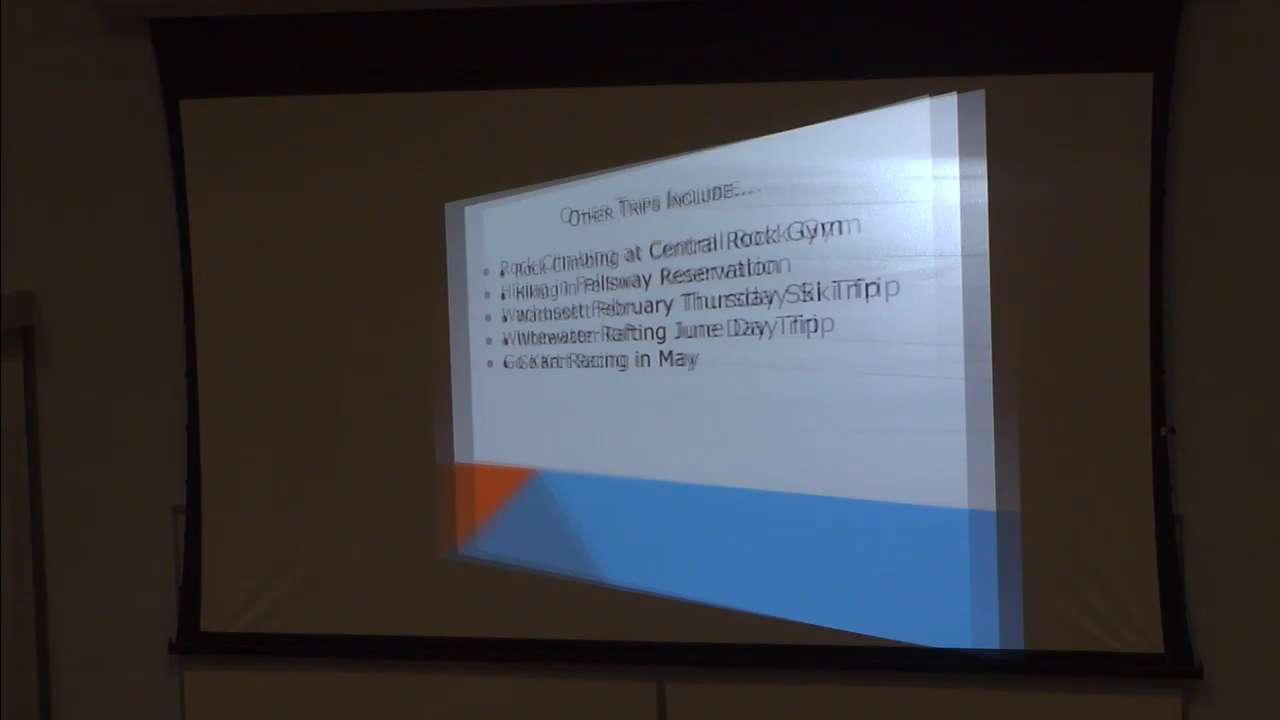 Other Trips Include...
• Rock Climbing at Central Rock Gym
• Hiking in Fellsway Reservation
• Wachusett February Thursday Ski Trip
• Whitewater Rafting June Day Trip
• Go Kart Racing in May